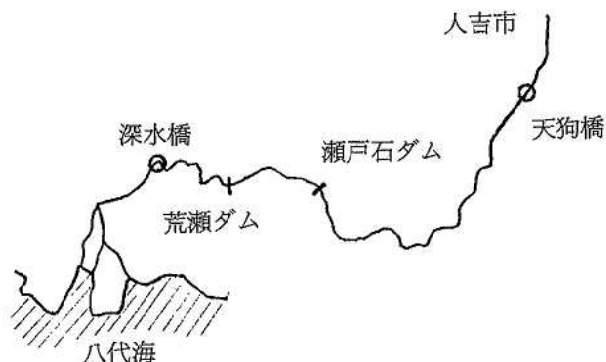 人吉市
天狗橋
深水橋
瀬戸石ダム
荒瀬ダム
八代海